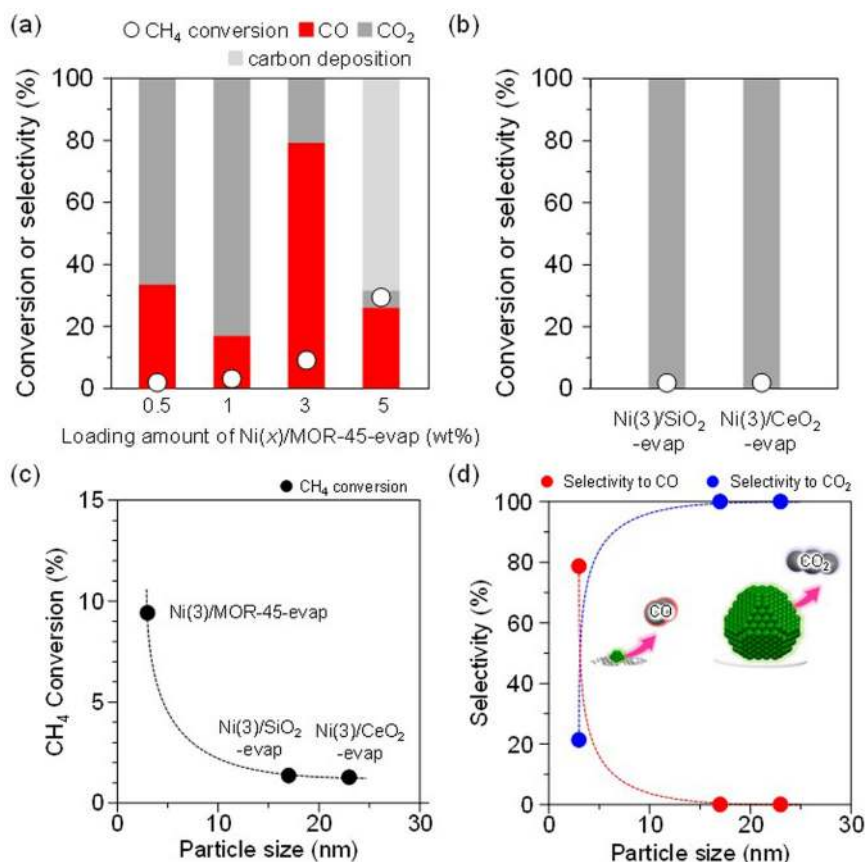 (a)
CH₄ conversion CO CO₂
carbon deposition
Conversion or selectivity (%)
100
80
60
40
20
0
0.5 1 3 5
Loading amount of Ni(x)/MOR-45-evap (wt%)
(b)
Conversion or selectivity (%)
100
80
60
40
20
0
Ni(3)/SiO₂ Ni(3)/CeO₂
-evap -evap
(c)
CH₄ conversion
CH₄ Conversion (%)
15
10
5
0
Ni(3)/MOR-45-evap
Ni(3)/SiO₂ Ni(3)/CeO₂
-evap -evap
0 10 20 30
Particle size (nm)
(d)
Selectivity to CO Selectivity to CO₂
Selectivity (%)
100
80
60
40
20
0
CO
CO₂
0 10 20 30
Particle size (nm)